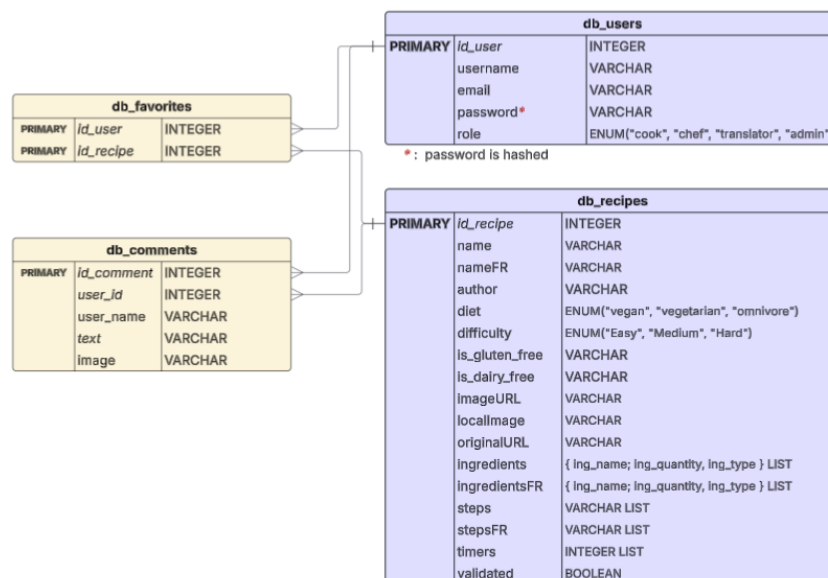 db_users
PRIMARY id_user INTEGER
username VARCHAR
email VARCHAR
password* VARCHAR
role ENUM("cook", "chef", "translator", "admin"
* : password is hashed
db_favorites
PRIMARY id_user INTEGER
PRIMARY id_recipe INTEGER
db_comments
PRIMARY id_comment INTEGER
user_id INTEGER
user_name VARCHAR
text VARCHAR
image VARCHAR
db_recipes
PRIMARY id_recipe INTEGER
name VARCHAR
nameFR VARCHAR
author VARCHAR
diet ENUM("vegan", "vegetarian", "omnivore")
difficulty ENUM("Easy", "Medium", "Hard")
is_gluten_free VARCHAR
is_dairy_free VARCHAR
imageURL VARCHAR
localImage VARCHAR
originalURL VARCHAR
ingredients { ing_name; ing_quantity, ing_type } LIST
ingredientsFR { ing_name; ing_quantity, ing_type } LIST
steps VARCHAR LIST
stepsFR VARCHAR LIST
timers INTEGER LIST
validated BOOLEAN